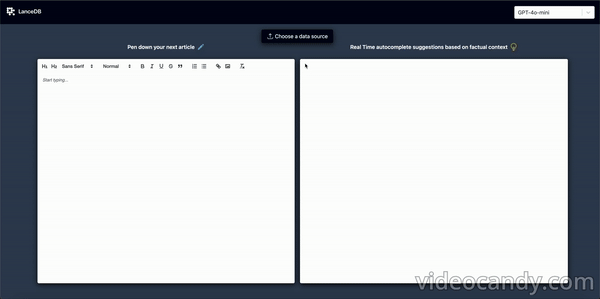 LanceDB
GPT-4o-mini
Choose a data source
Pen down your next article
Real Time autocomplete suggestions based on factual context
H₁ H₂ Sans Serif Normal B I U S
Start typing...
videocandy.com